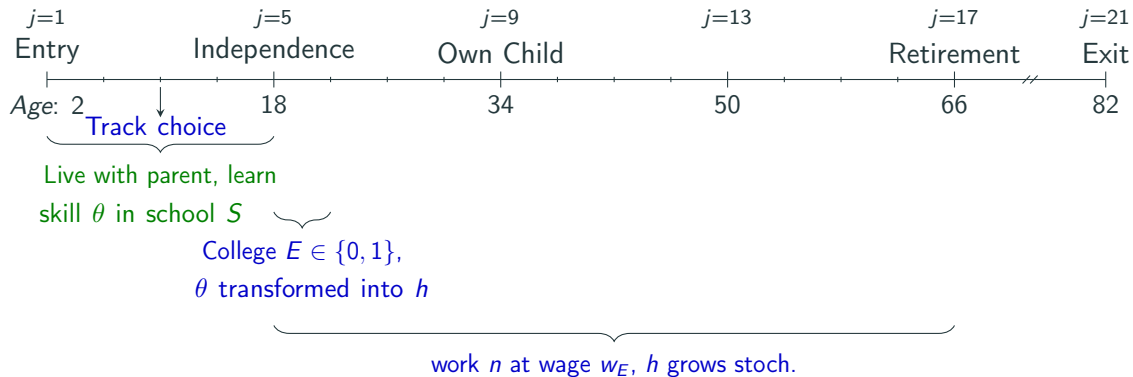 j=1 j=5 j=9 j=13 j=17 j=21
Entry Independence Own Child Retirement Exit
Age: 2 18 34 50 66 82
Track choice
Live with parent, learn
skill θ in school S
College E ∈ {0, 1},
θ transformed into h
work n at wage w_E, h grows stoch.